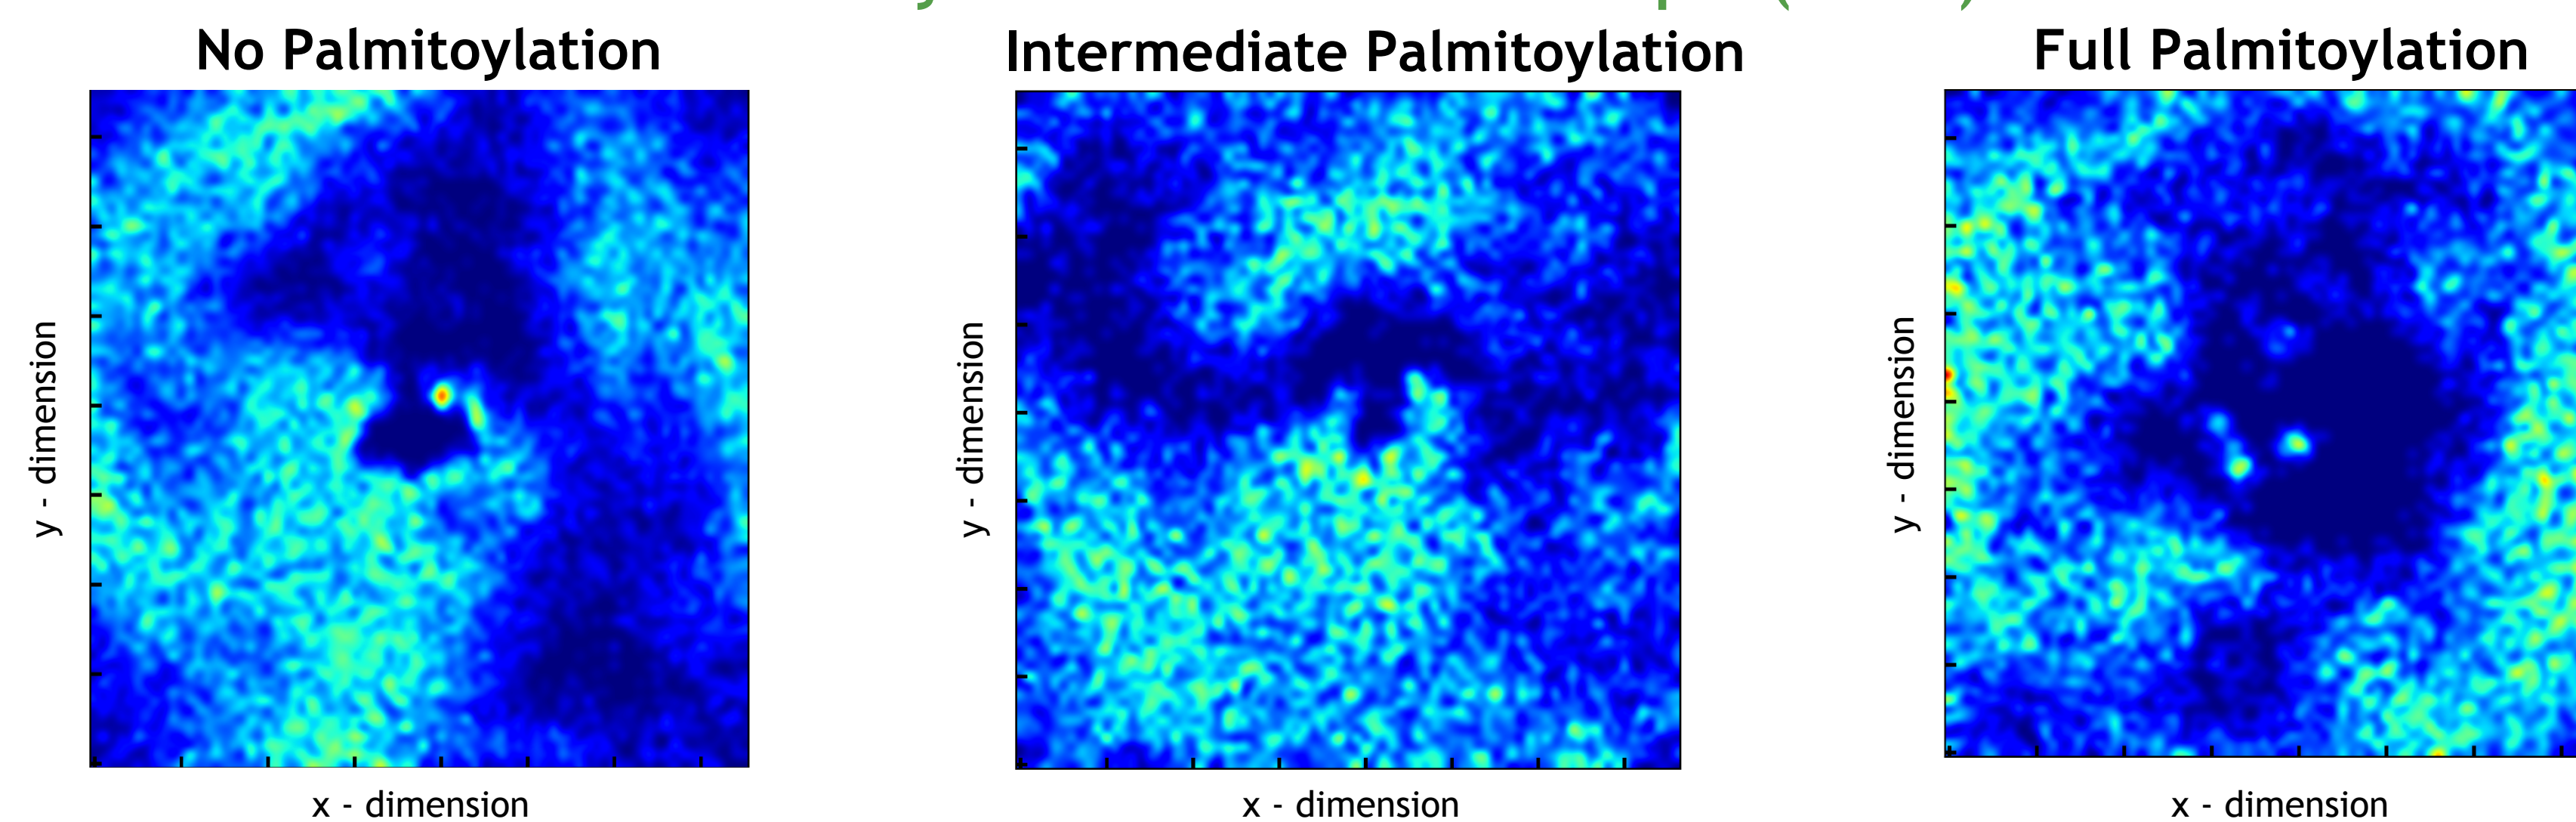 No Palmitoylation
Intermediate Palmitoylation
Full Palmitoylation
y - dimension
y - dimension
y - dimension
x - dimension
x - dimension
x - dimension